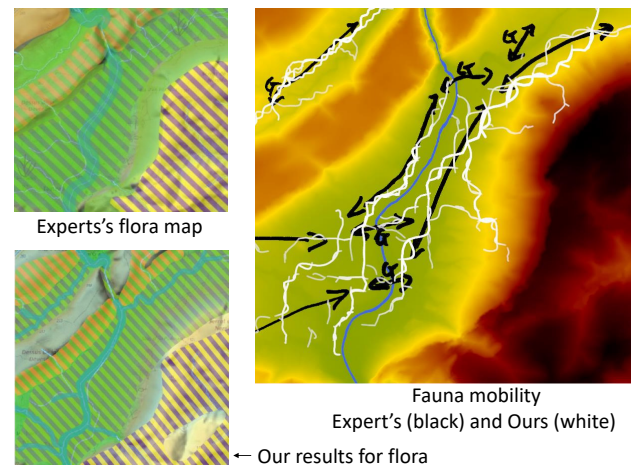 Experts's flora map
Fauna mobility
Expert's (black) and Ours (white)
← Our results for flora